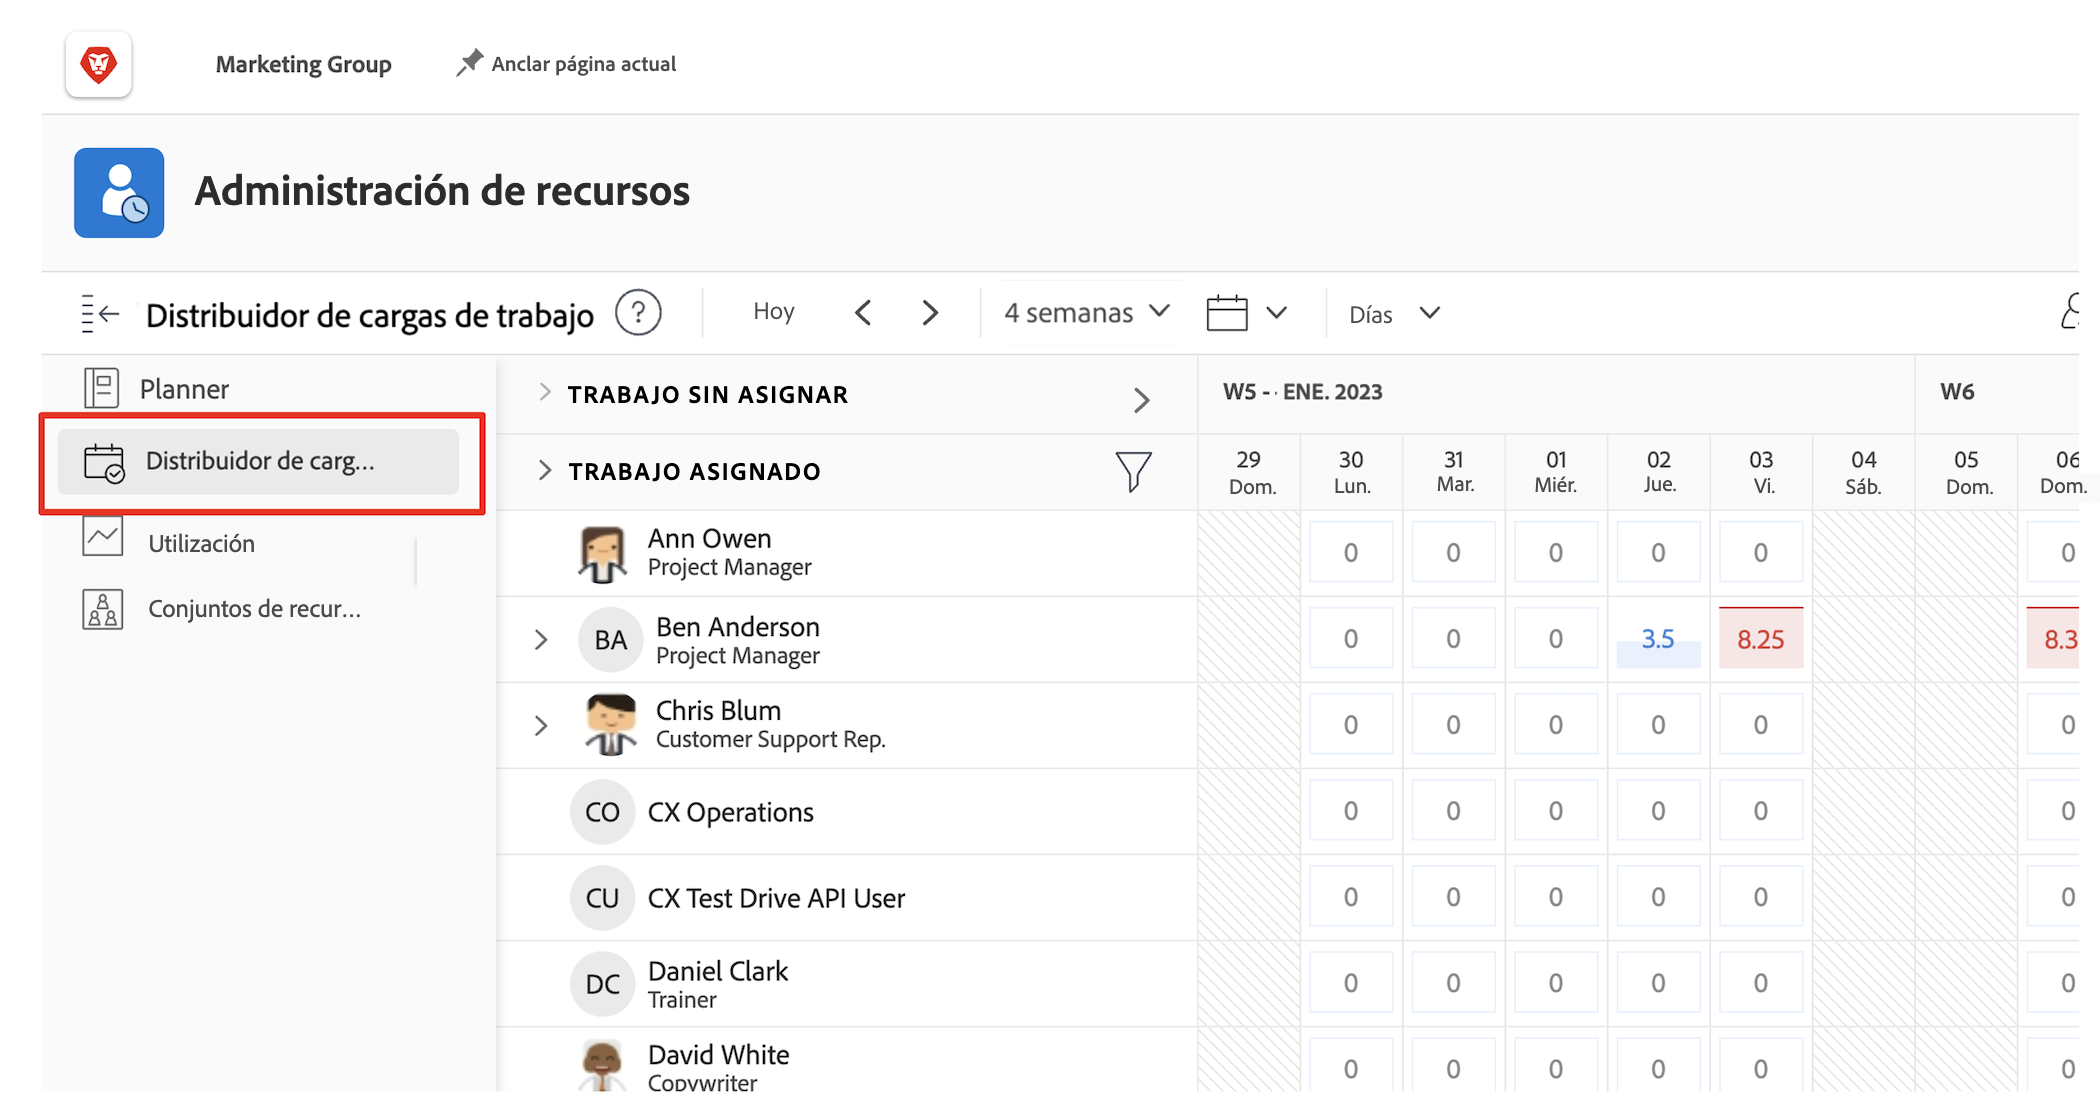 Marketing Group
Anclar página actual
Administración de recursos
Distribuidor de cargas de trabajo
?
Hoy
4 semanas
Días
Planner
Distribuidor de carg...
Utilización
Conjuntos de recur...
TRABAJO SIN ASIGNAR
W5 - ENE. 2023
W6
TRABAJO ASIGNADO
29 30 31 01 02 03 04 05 06
Dom. Lun. Mar. Miér. Jue. Vi. Sáb. Dom. Dom.
Ann Owen
Project Manager
0 0 0 0 0 0
BA
Ben Anderson
Project Manager
0 0 0 3.5 8.25 8.3
Chris Blum
Customer Support Rep.
0 0 0 0 0 0
CO
CX Operations
0 0 0 0 0 0
CU
CX Test Drive API User
0 0 0 0 0 0
DC
Daniel Clark
Trainer
0 0 0 0 0 0
David White
Copywriter
0 0 0 0 0 0